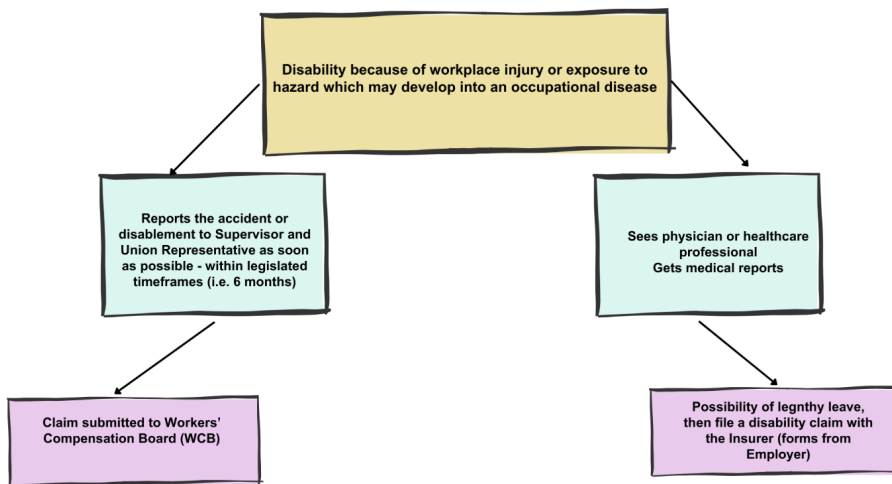 Disability because of workplace injury or exposure to
hazard which may develop into an occupational disease
Reports the accident or
disablement to Supervisor and
Union Representative as soon
as possible - within legislated
timeframes (i.e. 6 months)
Sees physician or healthcare
professional
Gets medical reports
Claim submitted to Workers’
Compensation Board (WCB)
Possibility of legnthy leave,
then file a disability claim with
the Insurer (forms from
Employer)